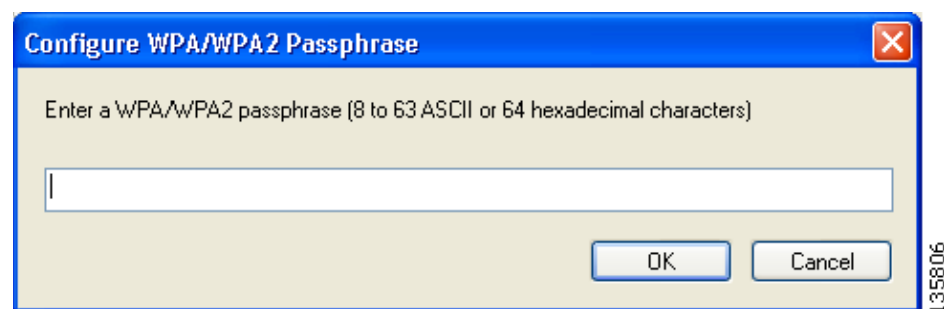 Configure WPA/WPA2 Passphrase
Enter a WPA/WPA2 passphrase (8 to 63 ASCII or 64 hexadecimal characters)
OK
Cancel
135806